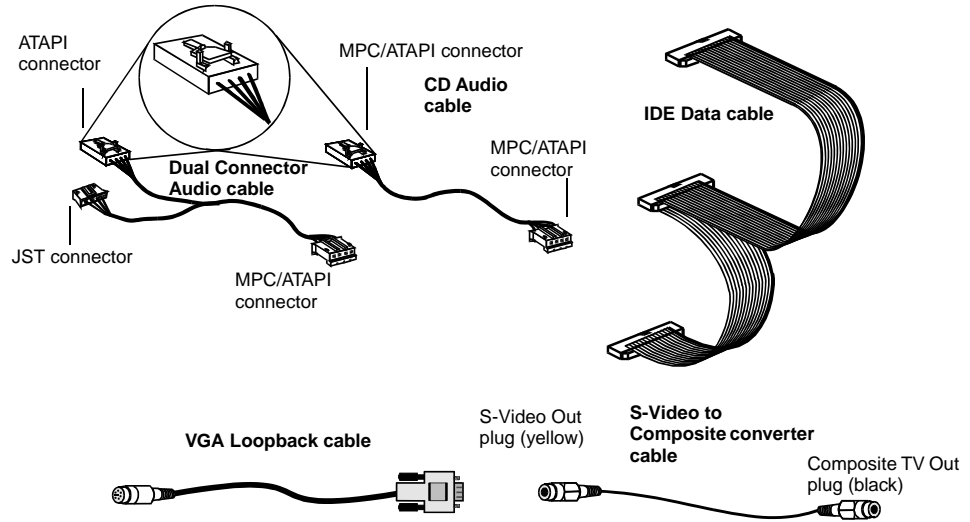 ATAPI
connector
MPC/ATAPI connector
CD Audio
cable
IDE Data cable
MPC/ATAPI
connector
Dual Connector
Audio cable
JST connector
MPC/ATAPI
connector
VGA Loopback cable
S-Video Out
plug (yellow)
S-Video to
Composite converter
cable
Composite TV Out
plug (black)